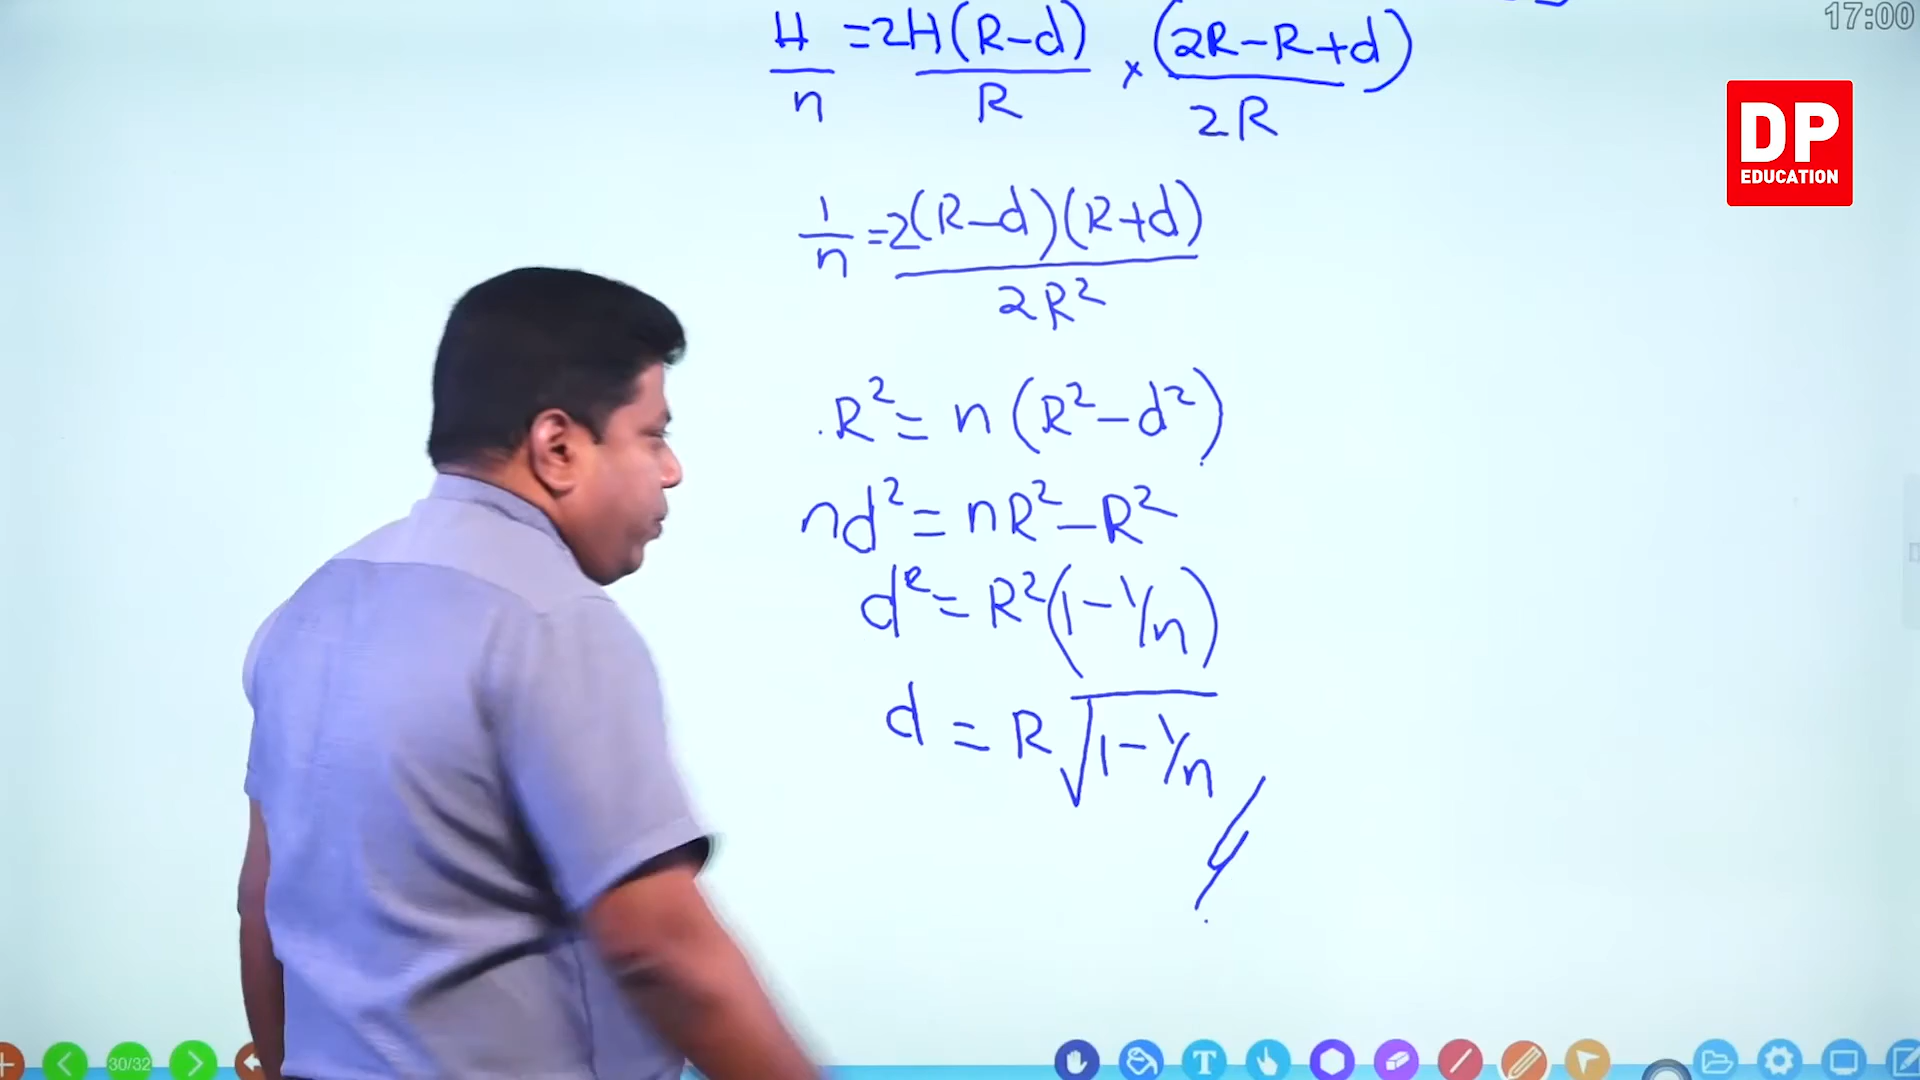 17:00
H/n = 2H(R-d)/R × (2R-R+d)/2R
DP
EDUCATION
1/n = 2(R-d)(R+d)/2R²
R² = n(R²-d²)
nd² = nR²-R²
d² = R²(1-1/n)
d = R√1-1/n
30/32
T